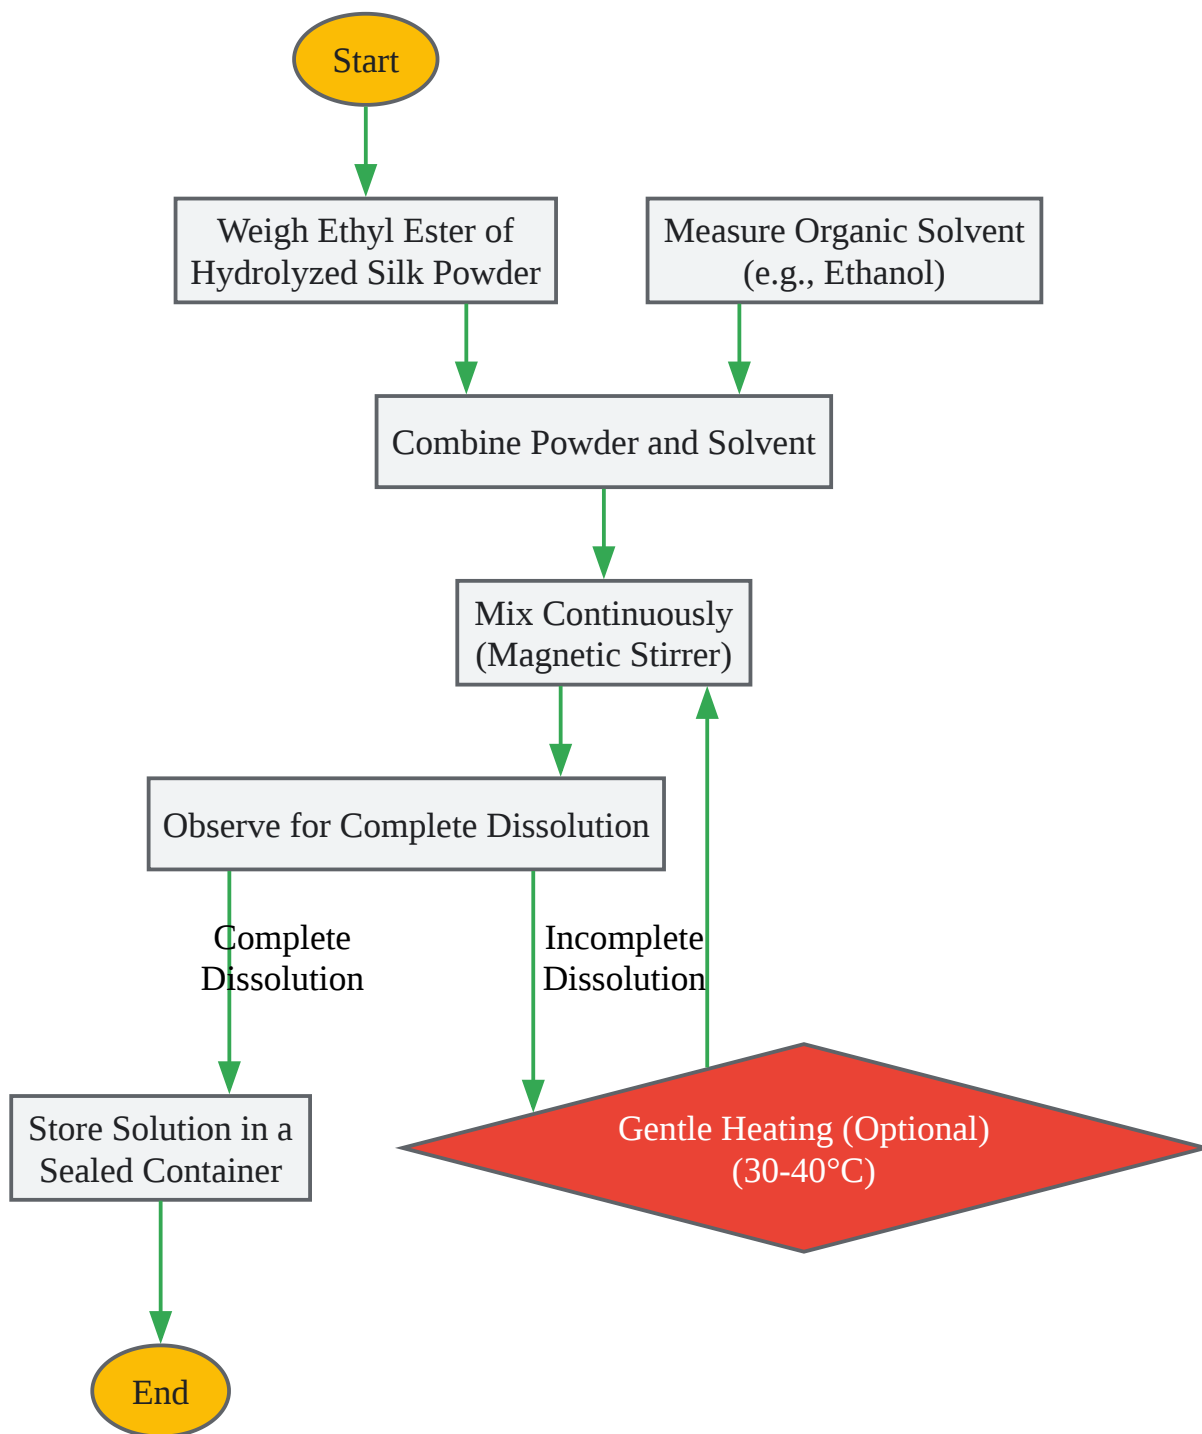 Start
Weigh Ethyl Ester of
Hydrolyzed Silk Powder
Measure Organic Solvent
(e.g., Ethanol)
Combine Powder and Solvent
Mix Continuously
(Magnetic Stirrer)
Observe for Complete Dissolution
Complete
Dissolution
Incomplete
Dissolution
Store Solution in a
Sealed Container
Gentle Heating (Optional)
(30-40°C)
End